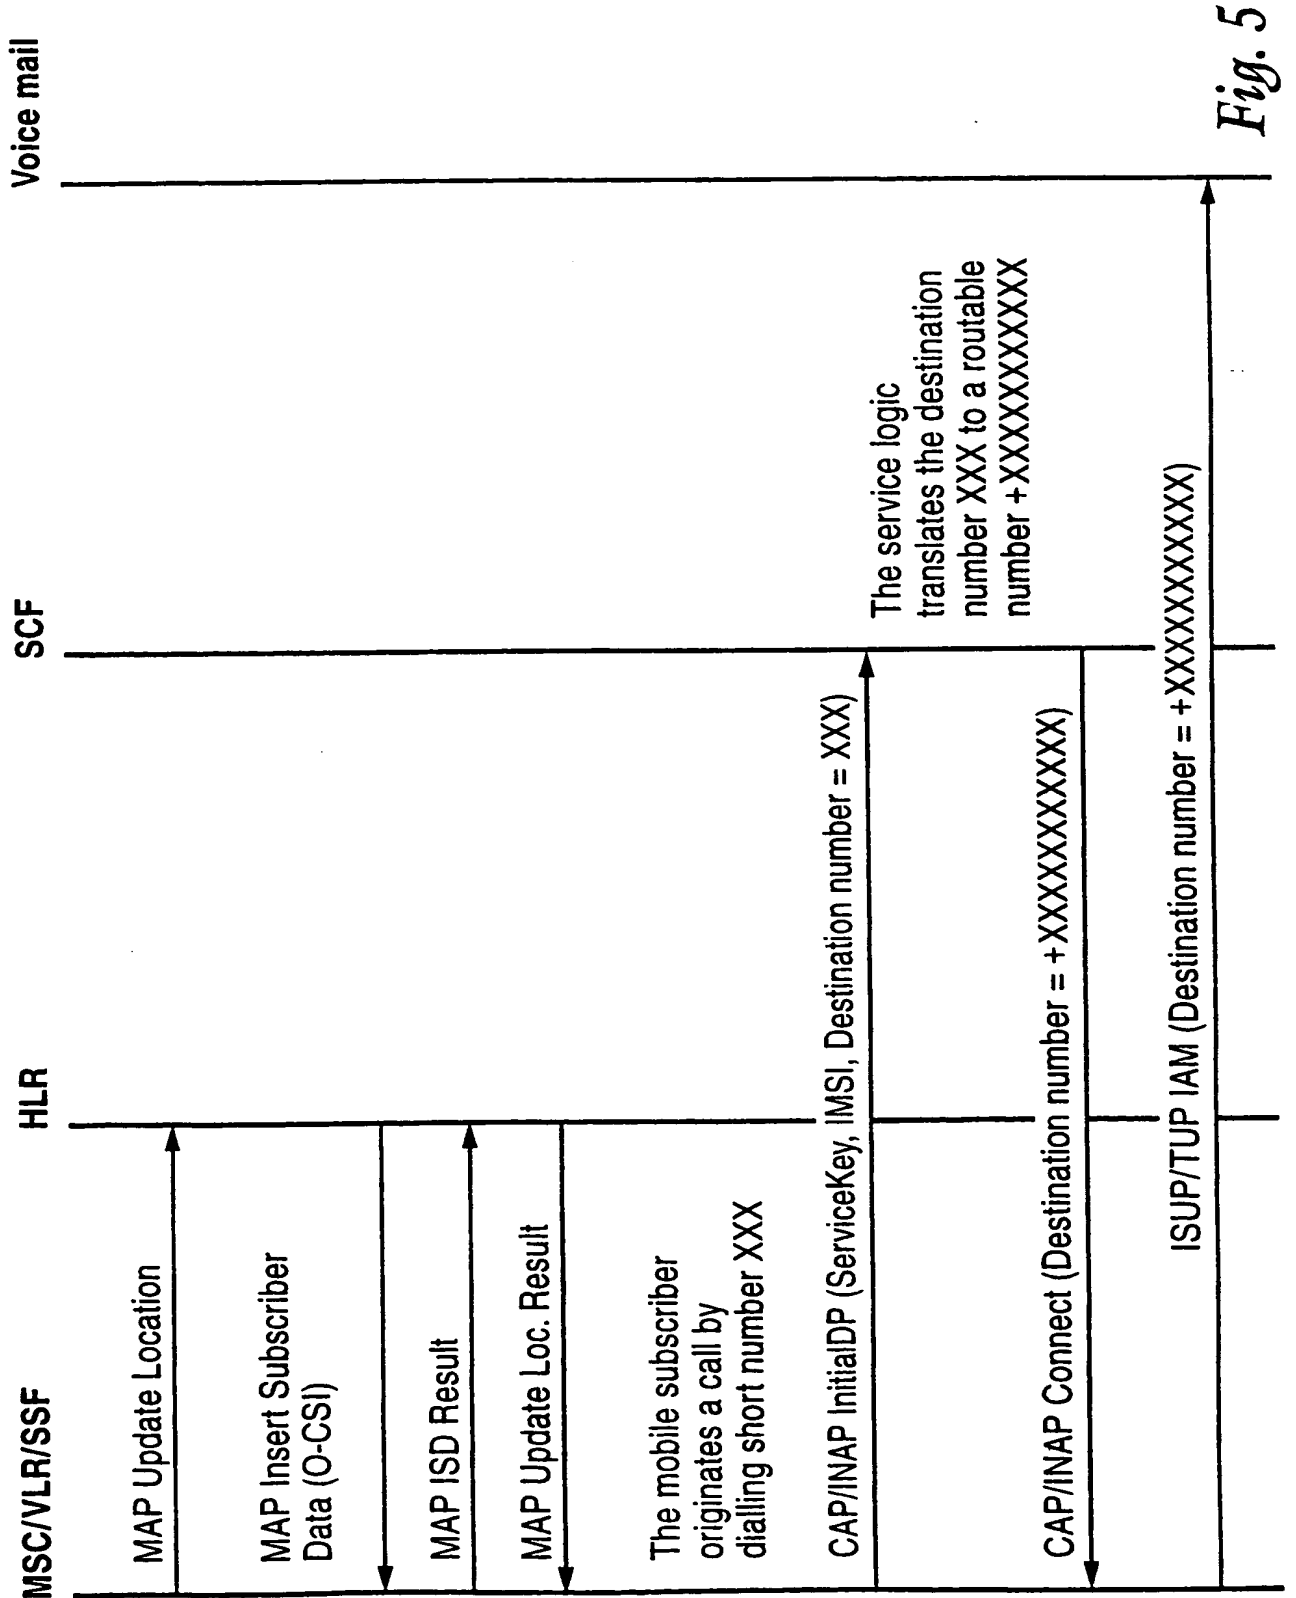 MSC/VLR/SSF
HLR
SCF
Voice mail
MAP Update Location
MAP Insert Subscriber
Data (O-CSI)
MAP ISD Result
MAP Update Loc. Result
The mobile subscriber
originates a call by
dialling short number XXX
CAP/INAP InitialDP (ServiceKey, IMSI, Destination number = XXX)
The service logic
translates the destination
number XXX to a routable
number +XXXXXXXXXX
CAP/INAP Connect (Destination number = +XXXXXXXXXX)
ISUP/TUP IAM (Destination number = +XXXXXXXXX)
Fig. 5